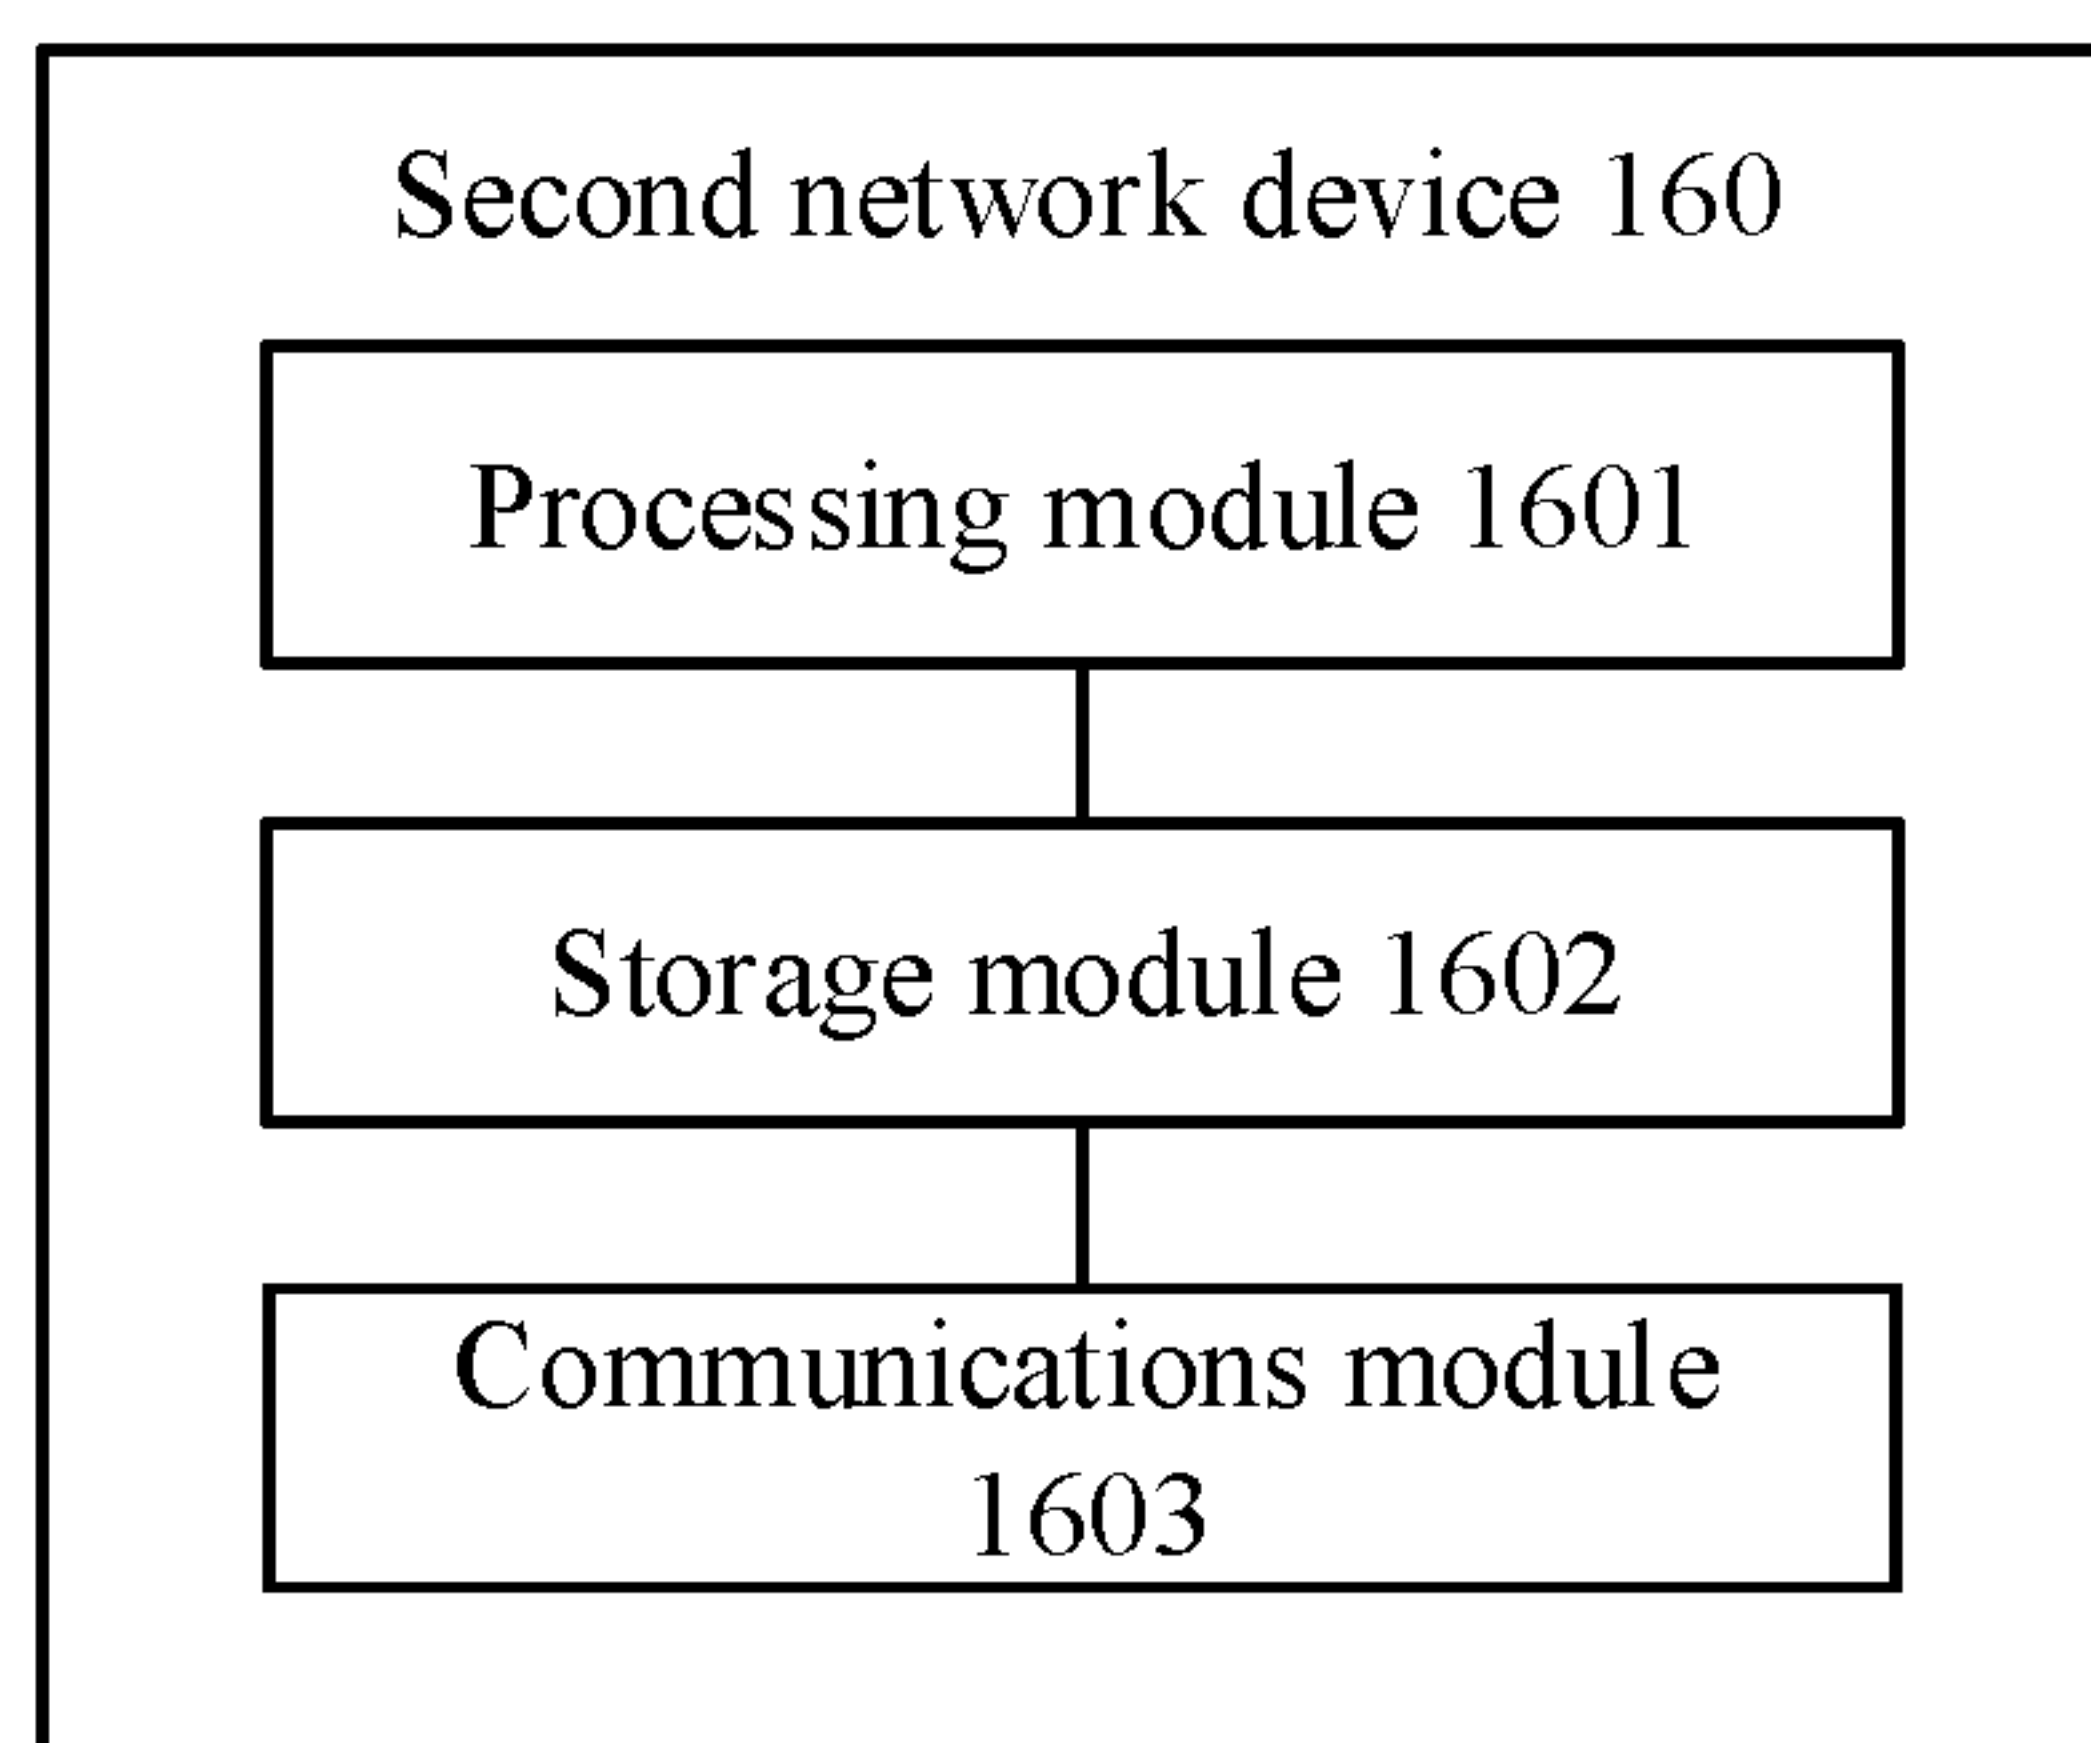 Second network device 160
Processing module 1601
Storage module 1602
Communications module
1603